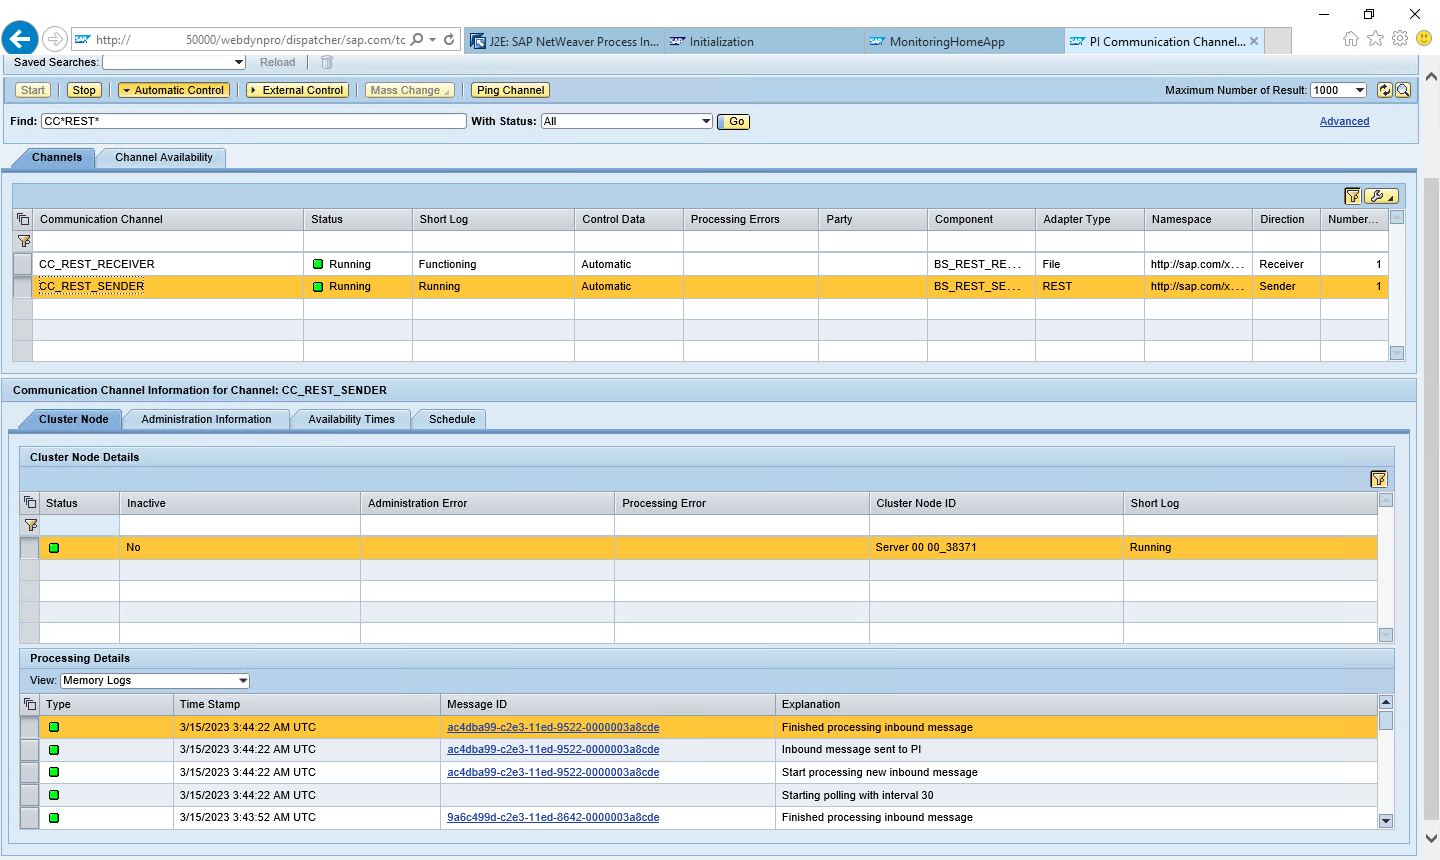 http:// 50000/webdynpro/dispatcher/sap.com/tc
J2E: SAP NetWeaver Process In...
Initialization
MonitoringHomeApp
PI Communication Channel...
Saved Searches: Reload
Start Stop Automatic Control External Control Mass Change Ping Channel Maximum Number of Result: 1000
Find: CC*REST* With Status: All Go Advanced
Channels Channel Availability
Communication Channel Status Short Log Control Data Processing Errors Party Component Adapter Type Namespace Direction Number...
CC_REST_RECEIVER Running Functioning Automatic BS_REST_RE... File http://sap.com/x... Receiver 1
CC_REST_SENDER Running Running Automatic BS_REST_SE... REST http://sap.com/x... Sender 1
Communication Channel Information for Channel: CC_REST_SENDER
Cluster Node Administration Information Availability Times Schedule
Cluster Node Details
Status Inactive Administration Error Processing Error Cluster Node ID Short Log
No Server 00 00_38371 Running
Processing Details
View: Memory Logs
Type Time Stamp Message ID Explanation
3/15/2023 3:44:22 AM UTC ac4dba99-c2e3-11ed-9522-0000003a8cde Finished processing inbound message
3/15/2023 3:44:22 AM UTC ac4dba99-c2e3-11ed-9522-0000003a8cde Inbound message sent to PI
3/15/2023 3:44:22 AM UTC ac4dba99-c2e3-11ed-9522-0000003a8cde Start processing new inbound message
3/15/2023 3:44:22 AM UTC Starting polling with interval 30
3/15/2023 3:43:52 AM UTC 9a6c499d-c2e3-11ed-8642-0000003a8cde Finished processing inbound message